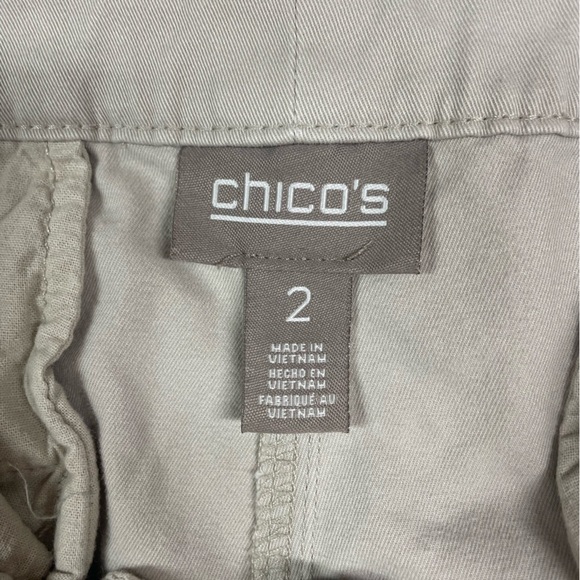 chico's
2
MADE IN
VIETNAM
HECHO EN
VIETNAM
FABRIQUÉ AU
VIETNAM